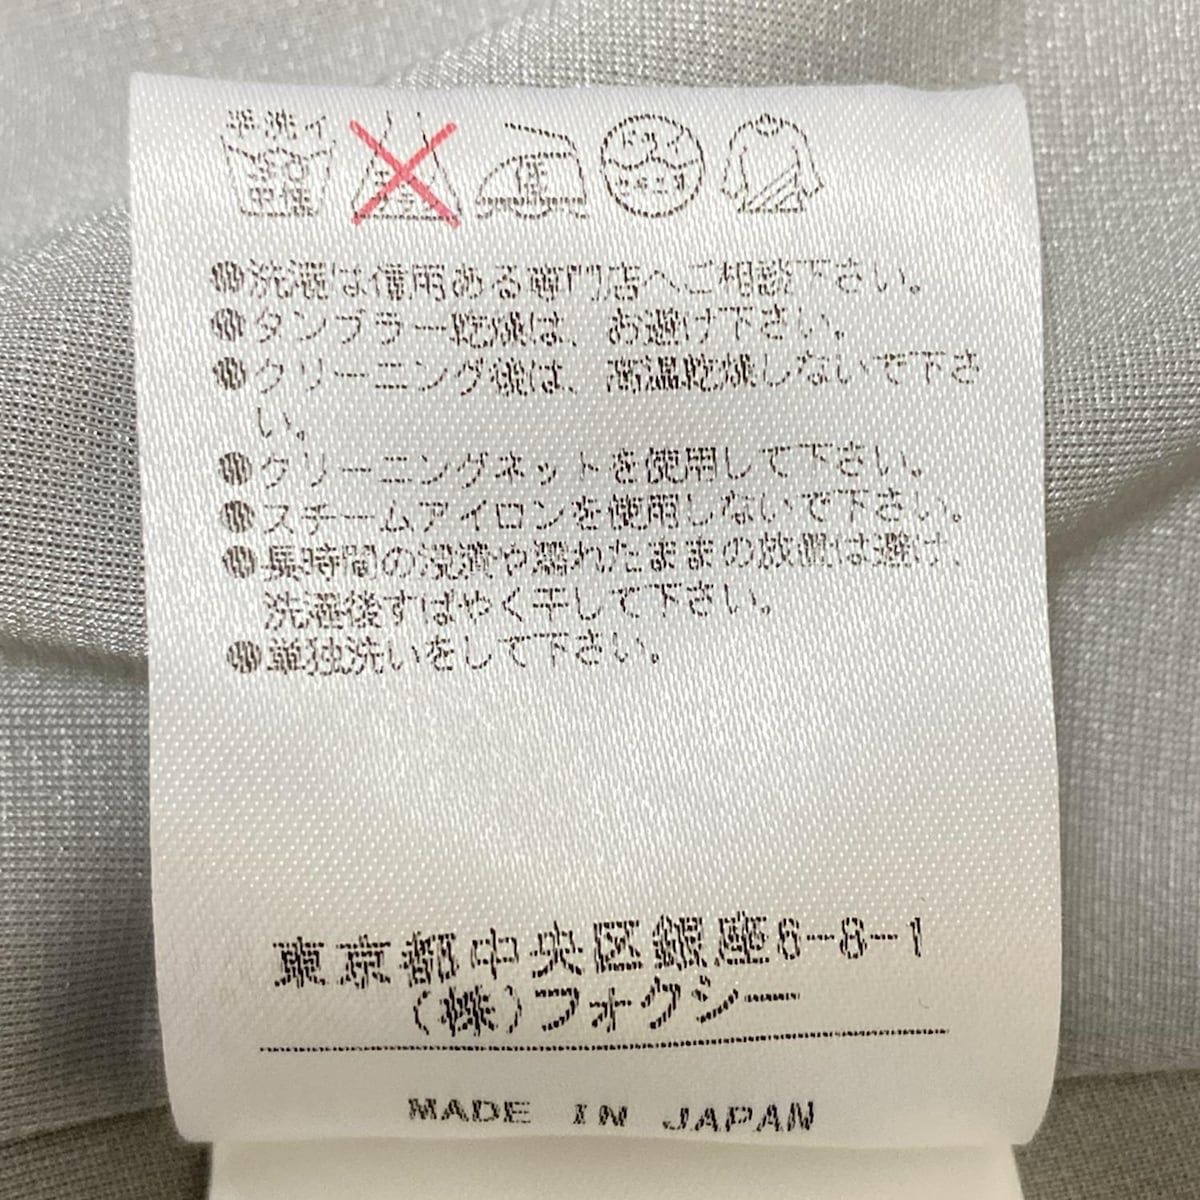 手洗イ
30
中性
低
●洗濯は信用ある専門店へご相談下さい。
●タンブラー乾燥は、お避け下さい。
●クリーニング後は、高温乾燥しないで下さ
い。
●クリーニングネットを使用して下さい。
●スチームアイロンを使用しないで下さい。
●長時間の浸漬や濡れたままの放置は避け、
洗濯後すばやく干して下さい。
●単独洗いをして下さい。
東京都中央区銀座6-8-1
(株)フォクシー
MADE IN JAPAN